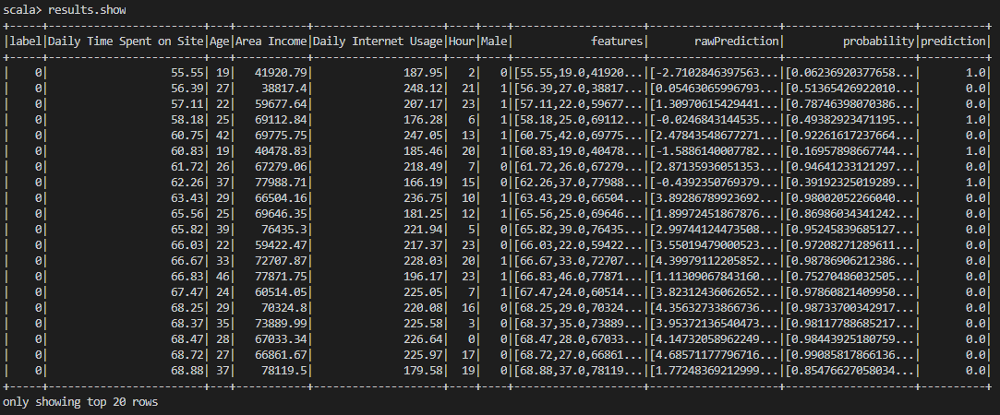 scala> results.show
+-----+------------------------+---+-----------+--------------------+----+----+--------------------+--------------------+--------------------+----------+
|label|Daily Time Spent on Site|Age|Area Income|Daily Internet Usage|Hour|Male|            features|       rawPrediction|         probability|prediction|
+-----+------------------------+---+-----------+--------------------+----+----+--------------------+--------------------+--------------------+----------+
|    0|                   55.55| 19|   41920.79|              187.95|   2|   0|[55.55,19.0,41920...|[-2.7102846397563...|[0.06236920377658...|       1.0|
|    0|                   56.39| 27|    38817.4|              248.12|  21|   1|[56.39,27.0,38817...|[0.05463065996793...|[0.51365426922010...|       0.0|
|    0|                   57.11| 22|   59677.64|              207.17|  23|   1|[57.11,22.0,59677...|[1.30970615429441...|[0.78746398070386...|       0.0|
|    0|                   58.18| 25|   69112.84|              176.28|   6|   1|[58.18,25.0,69112...|[-0.0246843144535...|[0.49382923471195...|       1.0|
|    0|                   60.75| 42|   69775.75|              247.05|  13|   1|[60.75,42.0,69775...|[2.47843548677271...|[0.92261617237664...|       0.0|
|    0|                   60.83| 19|   40478.83|              185.46|  20|   1|[60.83,19.0,40478...|[-1.5886140007782...|[0.16957898667744...|       1.0|
|    0|                   61.72| 26|   67279.06|              218.49|   7|   0|[61.72,26.0,67279...|[2.87135936051353...|[0.94641233121297...|       0.0|
|    0|                   62.26| 37|   77988.71|              166.19|  15|   0|[62.26,37.0,77988...|[-0.4392350769379...|[0.39192325019289...|       1.0|
|    0|                   63.43| 29|   66504.16|              236.75|  10|   1|[63.43,29.0,66504...|[3.89286789923692...|[0.98002052266040...|       0.0|
|    0|                   65.56| 25|   69646.35|              181.25|  12|   1|[65.56,25.0,69646...|[1.89972451867876...|[0.86986034341242...|       0.0|
|    0|                   65.82| 39|    76435.3|              221.94|   5|   0|[65.82,39.0,76435...|[2.99744124473508...|[0.95245839685127...|       0.0|
|    0|                   66.03| 22|   59422.47|              217.37|  23|   0|[66.03,22.0,59422...|[3.55019479000523...|[0.97208271289611...|       0.0|
|    0|                   66.67| 33|   72707.87|              228.03|  20|   1|[66.67,33.0,72707...|[4.39979112205852...|[0.98786906212386...|       0.0|
|    0|                   66.83| 46|   77871.75|              196.17|  23|   1|[66.83,46.0,77871...|[1.11309067843160...|[0.75270486032505...|       0.0|
|    0|                   67.47| 24|   60514.05|              225.05|   7|   1|[67.47,24.0,60514...|[3.82312436062652...|[0.97860821409950...|       0.0|
|    0|                   68.25| 29|    70324.8|              220.08|  16|   0|[68.25,29.0,70324...|[4.35632733866736...|[0.98733700342917...|       0.0|
|    0|                   68.37| 35|   73889.99|              225.58|   3|   0|[68.37,35.0,73889...|[3.95372136540473...|[0.98117788685217...|       0.0|
|    0|                   68.47| 28|   67033.34|              226.64|   0|   0|[68.47,28.0,67033...|[4.14732058962249...|[0.98443925180759...|       0.0|
|    0|                   68.72| 27|   66861.67|              225.97|  17|   0|[68.72,27.0,66861...|[4.68571177796716...|[0.99085817866136...|       0.0|
|    0|                   68.88| 37|    78119.5|              179.58|  19|   0|[68.88,37.0,78119...|[1.77248369212999...|[0.85476627058034...|       0.0|
+-----+------------------------+---+-----------+--------------------+----+----+--------------------+--------------------+--------------------+----------+
only showing top 20 rows